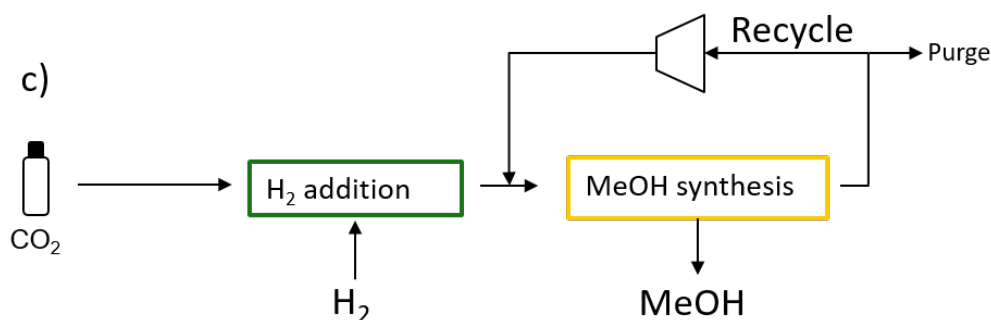 Recycle
Purge
c)
H₂ addition
MeOH synthesis
CO₂
H₂
MeOH